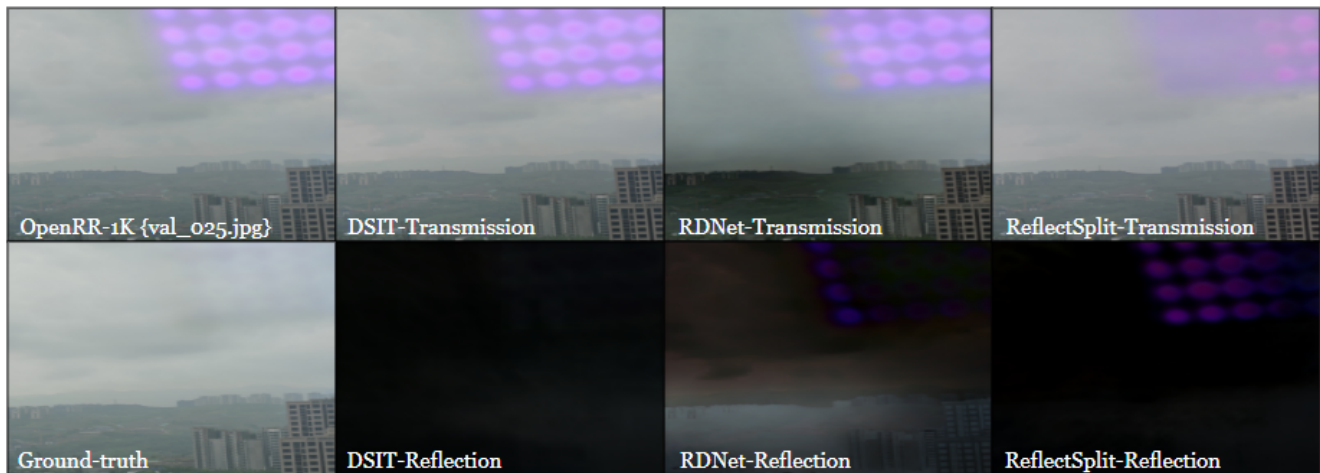 OpenRR-1K {val_025.jpg}
DSIT-Transmission
RDNet-Transmission
ReflectSplit-Transmission
Ground-truth
DSIT-Reflection
RDNet-Reflection
ReflectSplit-Reflection